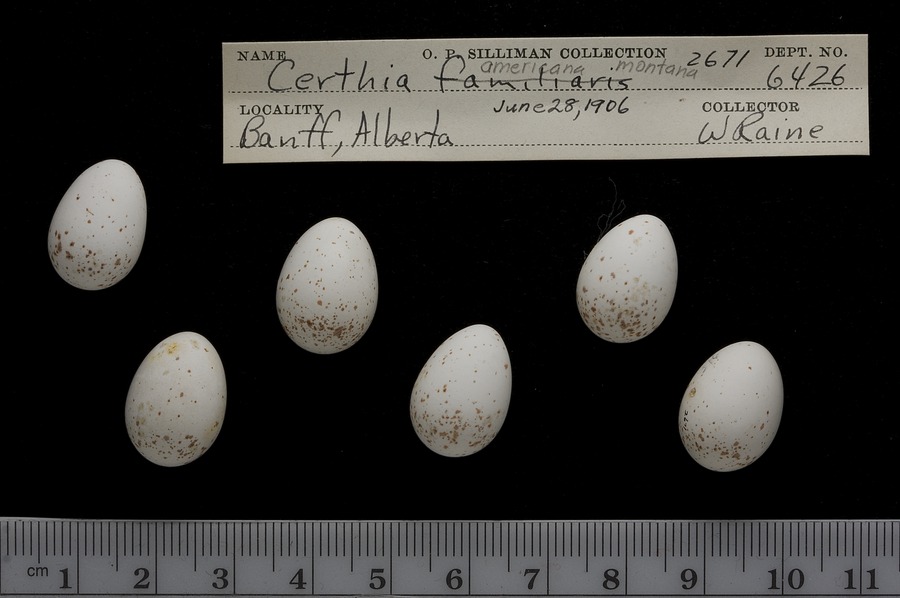 NAME O. P. SILLIMAN COLLECTION 2671 DEPT. NO.
americana montana
Certhia familiaris 6426
LOCALITY June 28, 1906 COLLECTOR
Banff, Alberta W Raine
cm 1 2 3 4 5 6 7 8 9 10 11